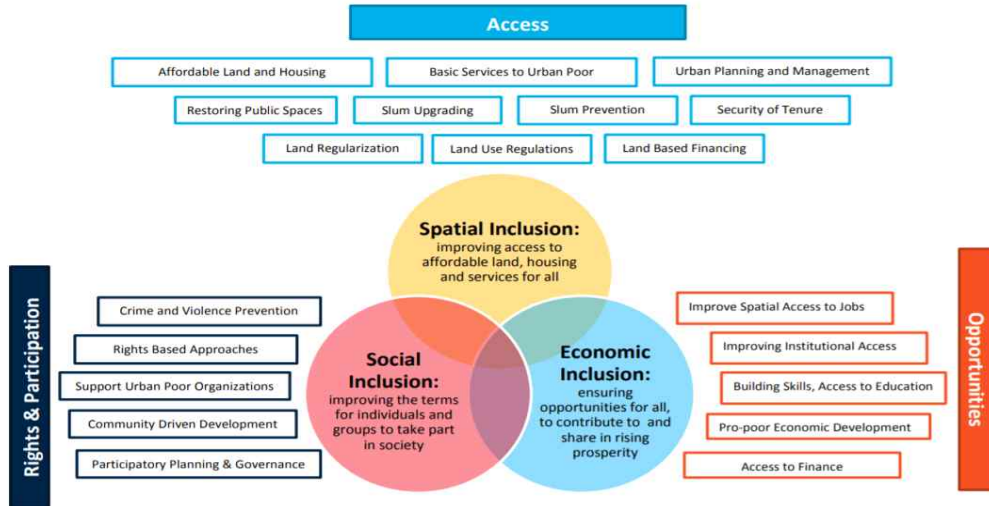 Access
Affordable Land and Housing
Basic Services to Urban Poor
Urban Planning and Management
Restoring Public Spaces
Slum Upgrading
Slum Prevention
Security of Tenure
Land Regularization
Land Use Regulations
Land Based Financing
Spatial Inclusion:
improving access to
affordable land, housing
and services for all
Rights & Participation
Crime and Violence Prevention
Rights Based Approaches
Support Urban Poor Organizations
Community Driven Development
Participatory Planning & Governance
Social
Inclusion:
improving the terms
for individuals and
groups to take part
in society
Economic
Inclusion:
ensuring
opportunities for all,
to contribute to and
share in rising
prosperity
Improve Spatial Access to Jobs
Improving Institutional Access
Building Skills, Access to Education
Pro-poor Economic Development
Access to Finance
Opportunities